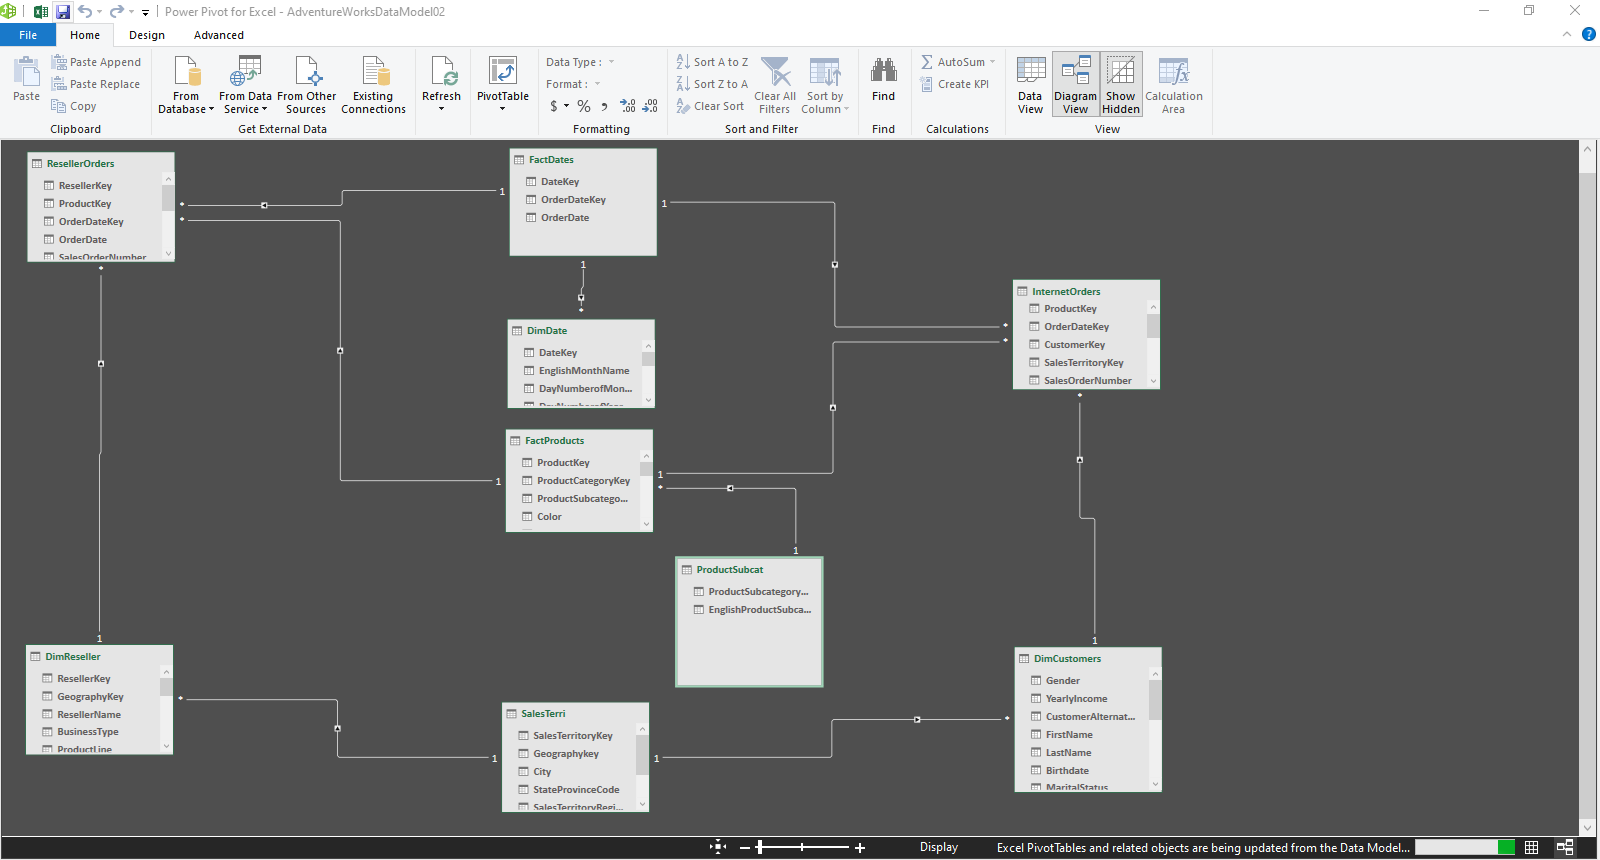 Power Pivot for Excel - AdventureWorksDataModel02
File Home Design Advanced
Paste
Paste Append
Paste Replace
Copy
Clipboard
From Database
From Data Service
From Other Sources
Existing Connections
Get External Data
Refresh
PivotTable
Data Type :
Format :
$ % ,
Formatting
Sort A to Z
Sort Z to A
Clear Sort
Clear All Filters
Sort by Column
Sort and Filter
Find
Find
AutoSum
Create KPI
Calculations
Data View
Diagram View
Show Hidden
Calculation Area
View
ResellerOrders
ResellerKey
ProductKey
OrderDateKey
OrderDate
SalesOrderNumber
FactDates
DateKey
OrderDateKey
OrderDate
1
1
1
DimDate
DateKey
EnglishMonthName
DayNumberofMon...
InternetOrders
ProductKey
OrderDateKey
CustomerKey
SalesTerritoryKey
SalesOrderNumber
FactProducts
ProductKey
ProductCategoryKey
ProductSubcatego...
Color
1
1
1
ProductSubcat
ProductSubcategory...
EnglishProductSubca...
1
DimReseller
ResellerKey
GeographyKey
ResellerName
BusinessType
ProductLine
SalesTerri
SalesTerritoryKey
Geographykey
City
StateProvinceCode
SalesTerritoryRegi...
1
1
1
DimCustomers
Gender
YearlyIncome
CustomerAlternat...
FirstName
LastName
Birthdate
MaritalStatus
Display
Excel PivotTables and related objects are being updated from the Data Model...